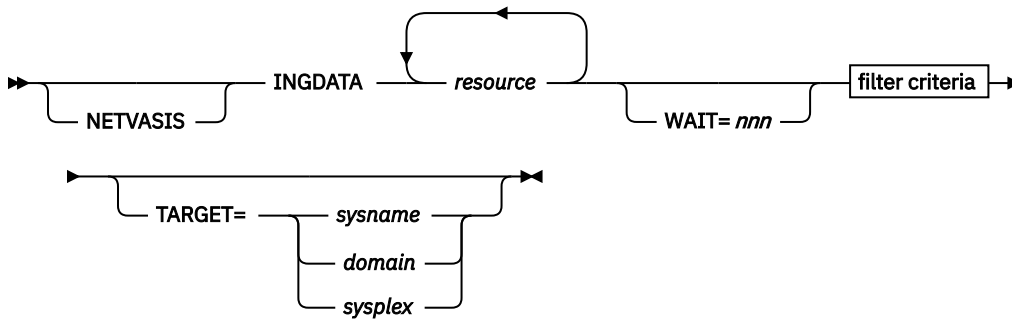 INGDATA resource filter criteria
NETVASIS WAIT= nnn
TARGET= sysname
domain
sysplex